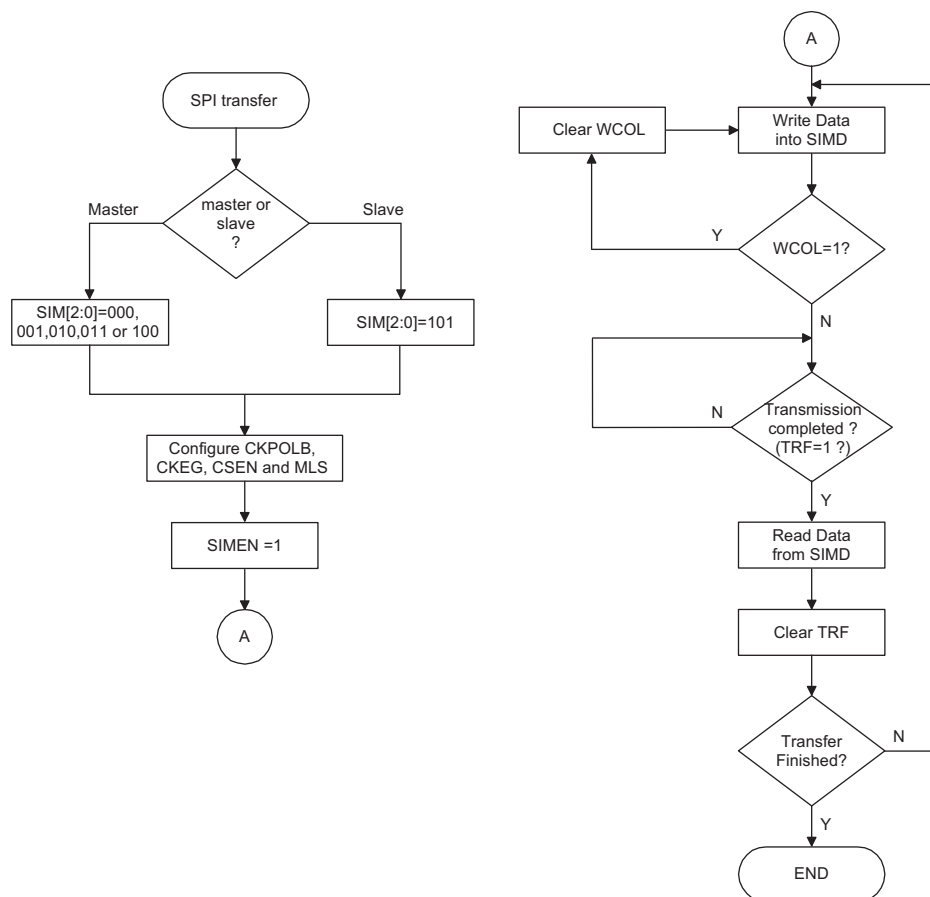 SPI transfer
master or
slave
?
Master
Slave
SIM[2:0]=000,
001,010,011 or 100
SIM[2:0]=101
Configure CKPOLB,
CKEG, CSEN and MLS
SIMEN =1
A
A
Write Data
into SIMD
Clear WCOL
WCOL=1?
Y
N
Transmission
completed ?
(TRF=1 ?)
N
Y
Read Data
from SIMD
Clear TRF
Transfer
Finished?
N
Y
END